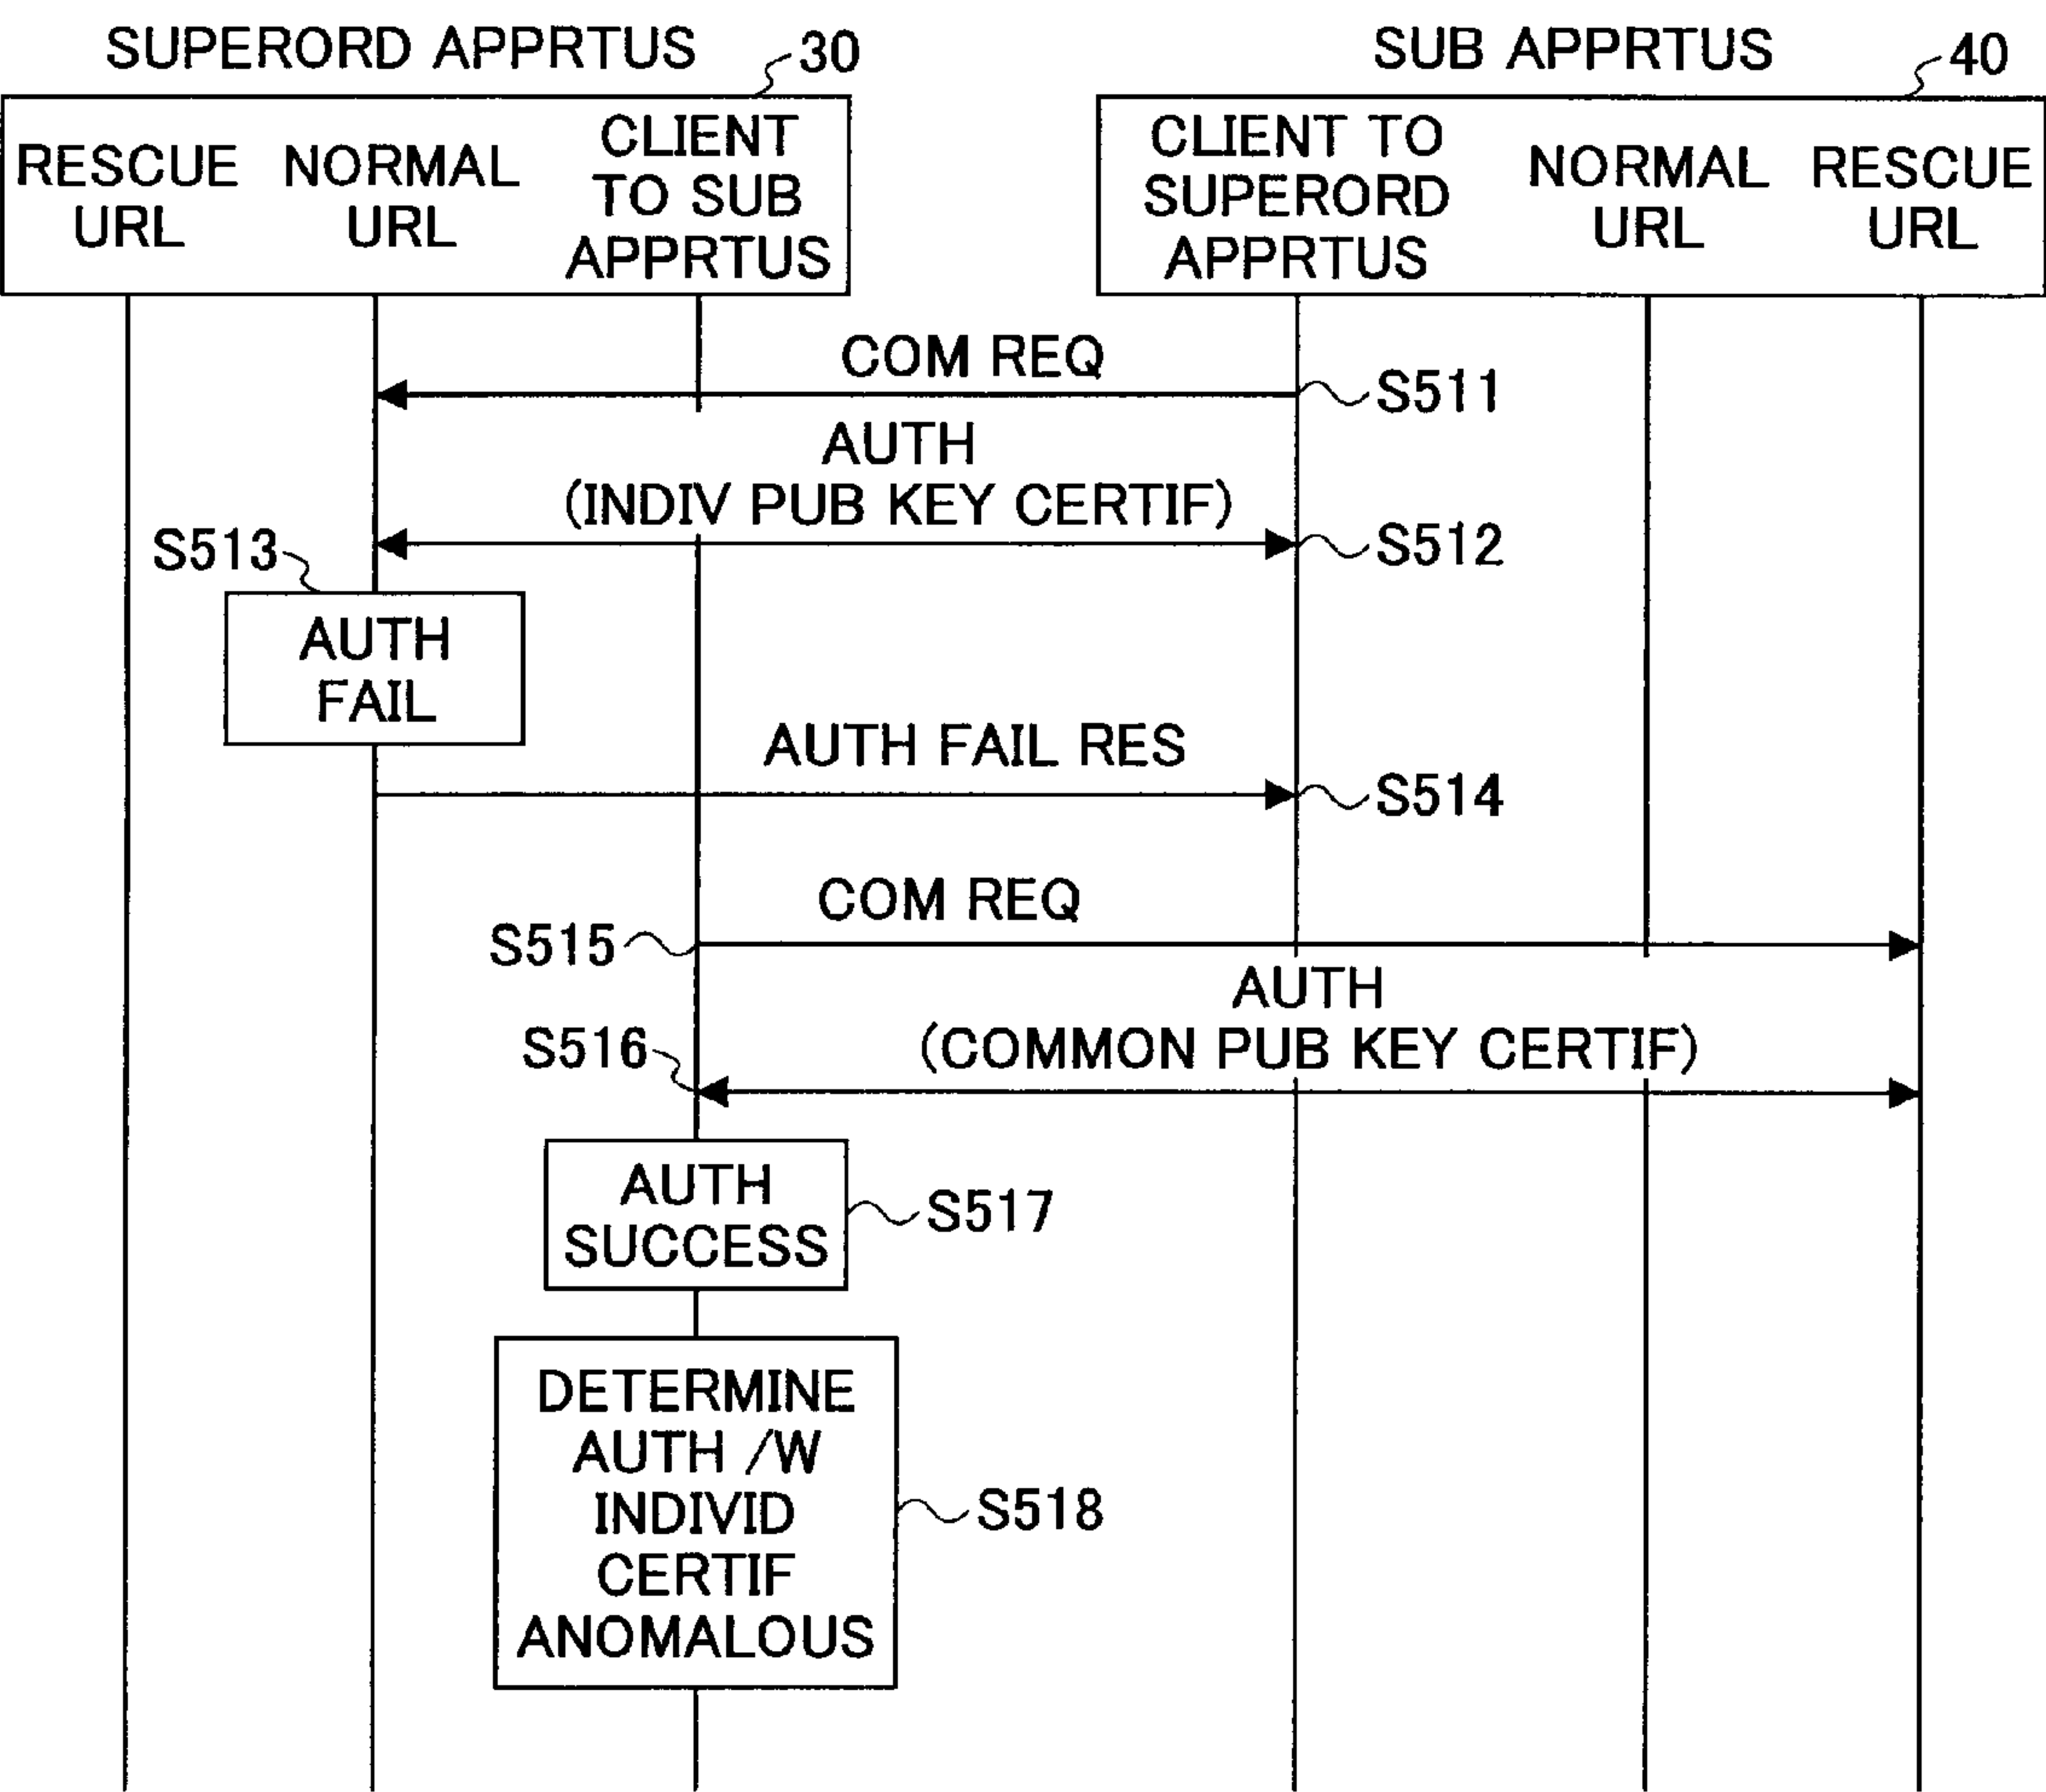 SUPERORD APPRTUS
30
SUB APPRTUS
40
RESCUE
URL
NORMAL
URL
CLIENT
TO SUB
APPRTUS
CLIENT TO
SUPERORD
APPRTUS
NORMAL
URL
RESCUE
URL
COM REQ
S511
AUTH
(INDIV PUB KEY CERTIF)
S512
S513
AUTH
FAIL
AUTH FAIL RES
S514
COM REQ
S515
AUTH
(COMMON PUB KEY CERTIF)
S516
AUTH
SUCCESS
S517
DETERMINE
AUTH /W
INDIVID
CERTIF
ANOMALOUS
S518